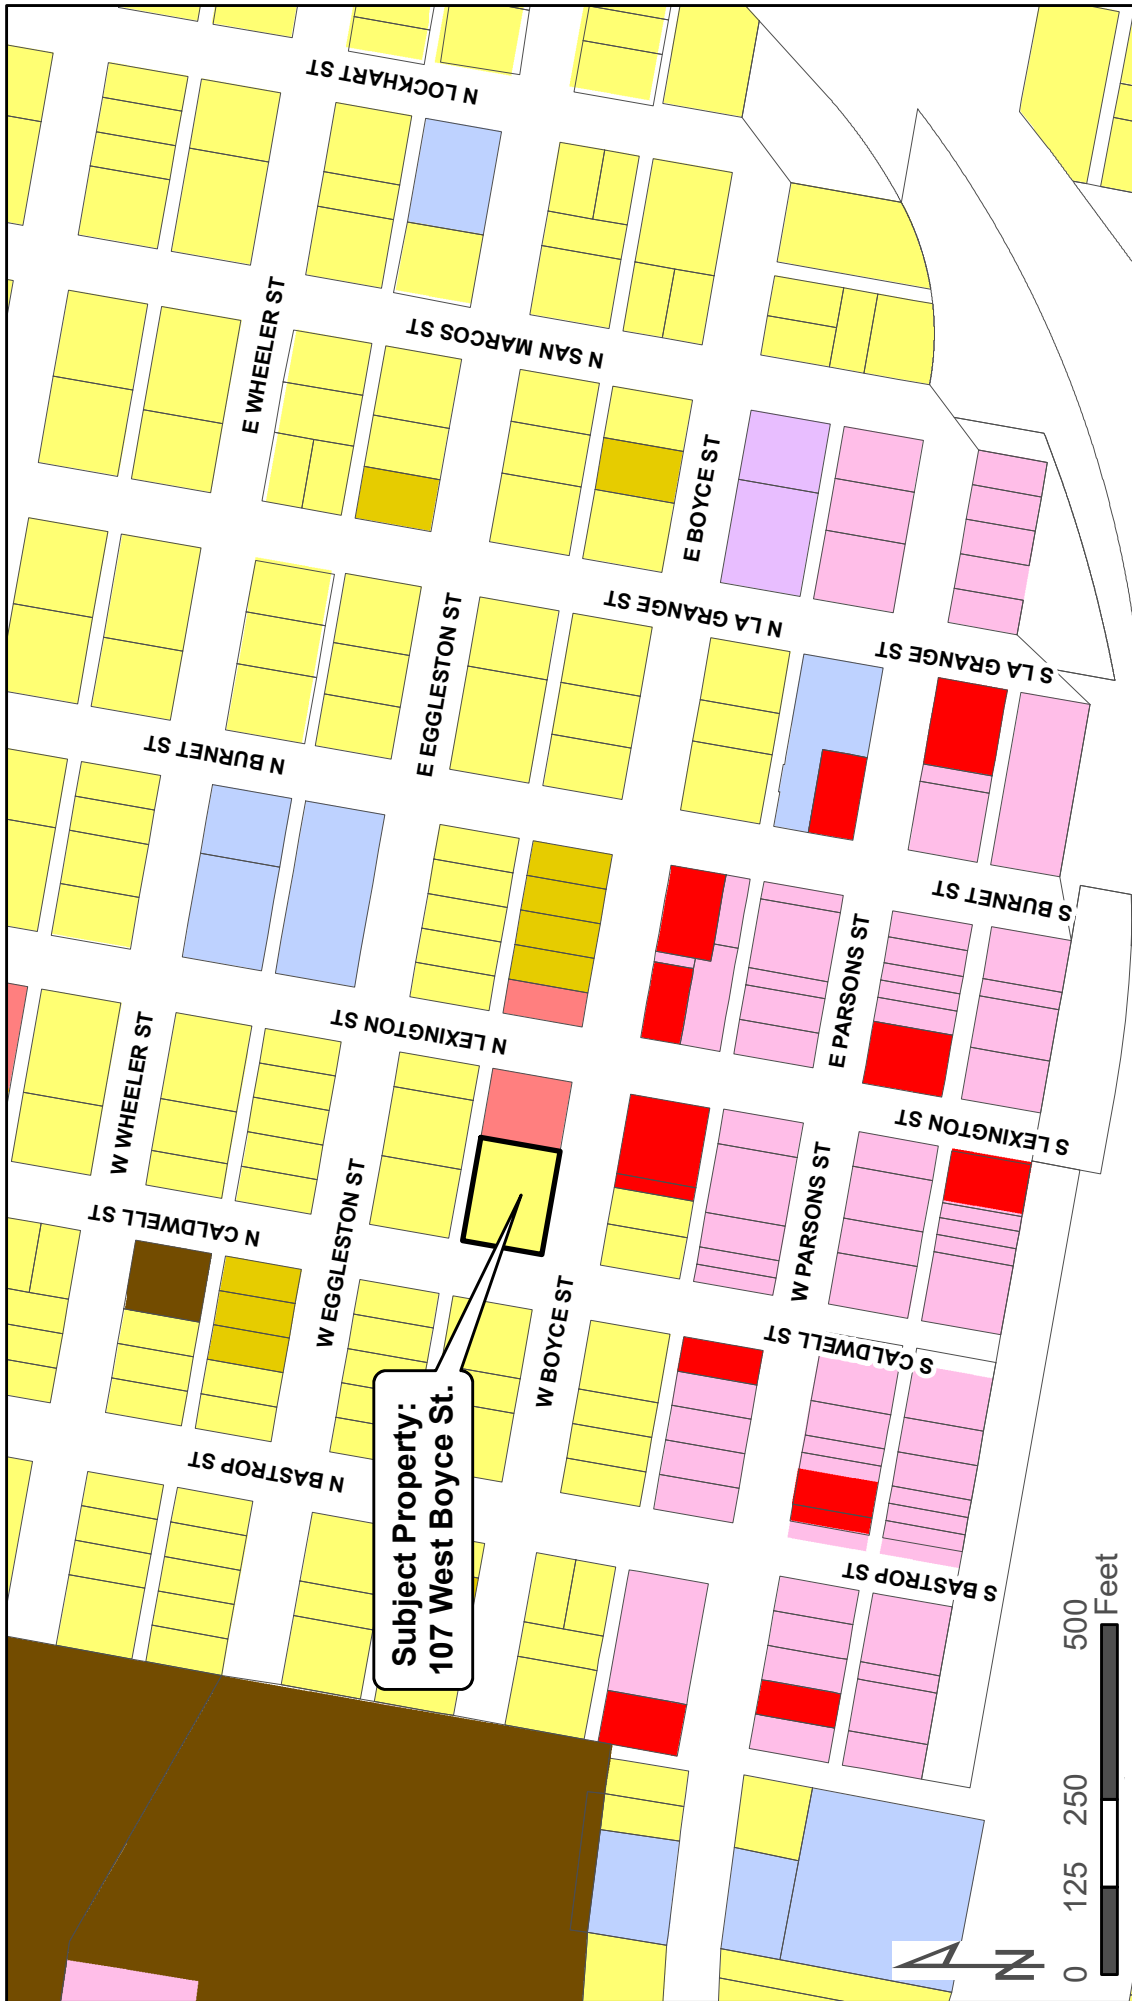 N LOCKHART ST
E WHEELER ST
N SAN MARCOS ST
E BOYCE ST
N LA GRANGE ST
E EGGLESTON ST
S LA GRANGE ST
N BURNET ST
S BURNET ST
E PARSONS ST
N LEXINGTON ST
W WHEELER ST
S LEXINGTON ST
W PARSONS ST
N CALDWELL ST
W EGGLESTON ST
W BOYCE ST
S CALDWELL ST
N BASTROP ST
S BASTROP ST
Subject Property:
107 West Boyce St.
0 125 250 500
Feet
N